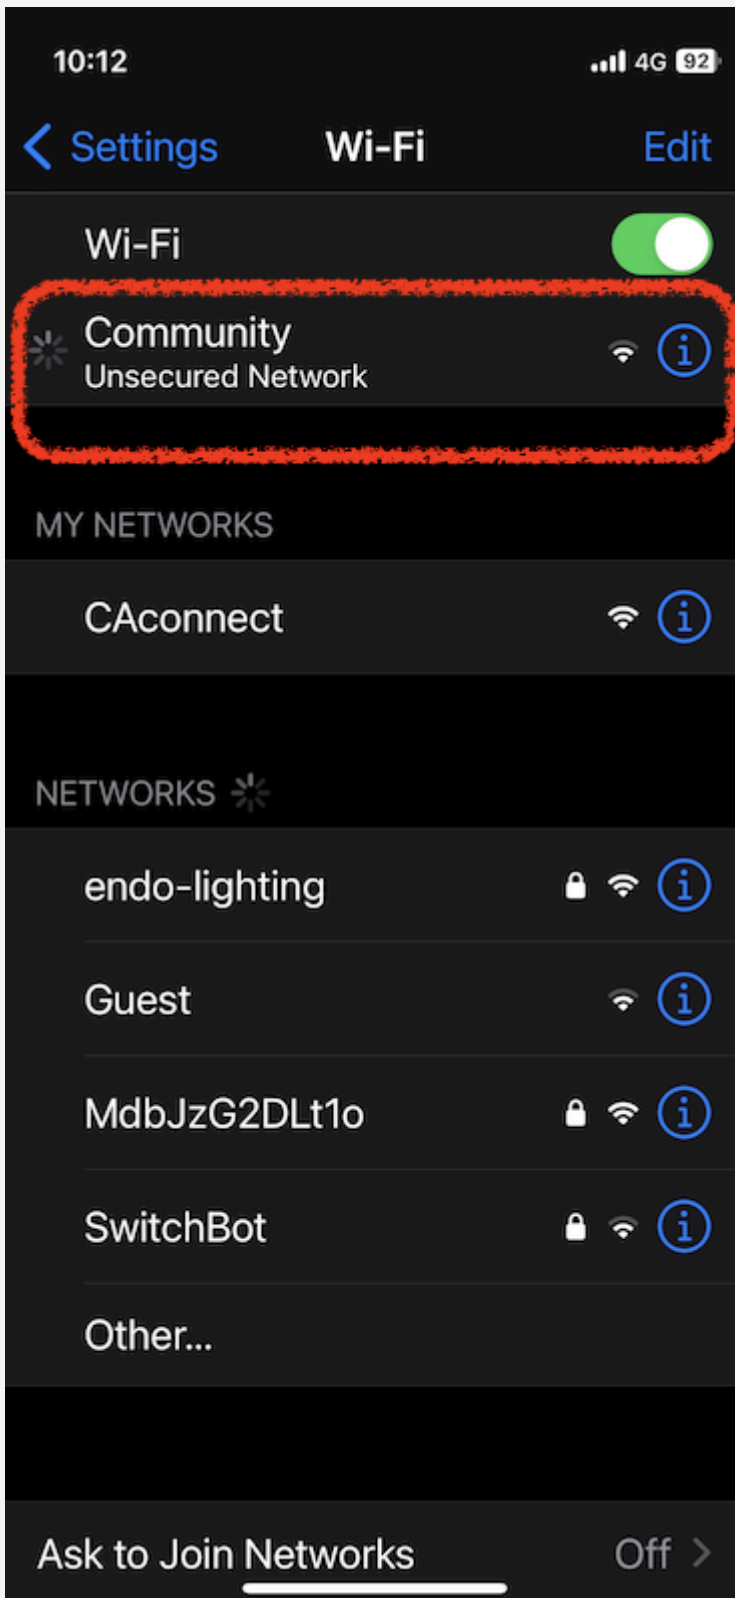 10:12 4G 92
Settings Wi-Fi Edit
Wi-Fi
Community
Unsecured Network
MY NETWORKS
CAconnect
NETWORKS
endo-lighting
Guest
MdbJzG2DLt1o
SwitchBot
Other...
Ask to Join Networks Off